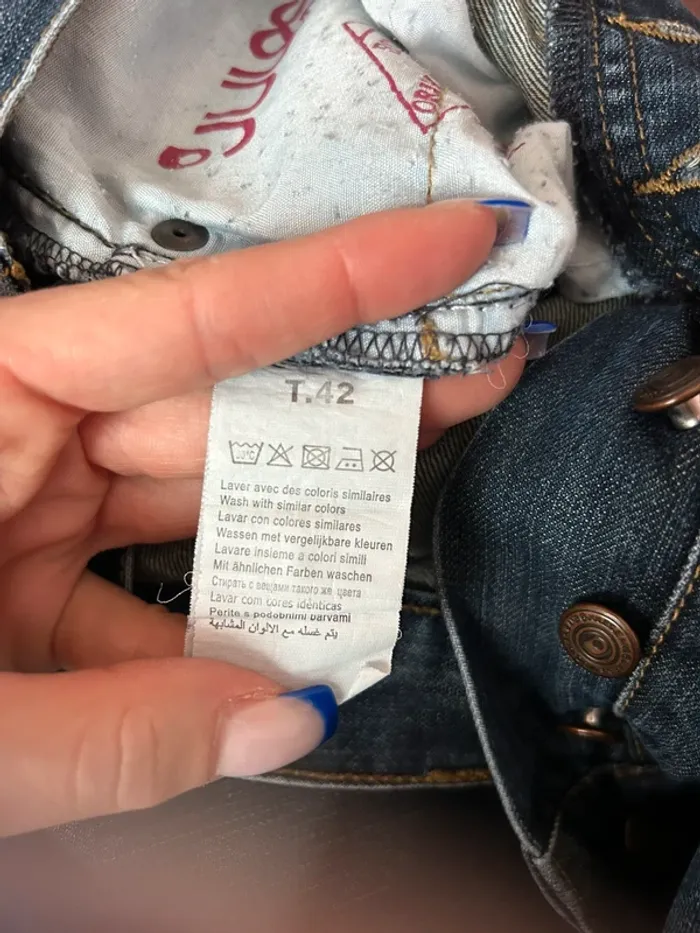 T.42
30°C
Laver avec des coloris similaires
Wash with similar colors
Lavar con colores similares
Wassen met vergelijkbare kleuren
Lavare insieme a colori simili
Mit ähnlichen Farben waschen
Стирать с вещами такого же цвета
Lavar com cores idênticas
Perite s podobnimi barvami
يتم غسله مع الالوان المشابهة